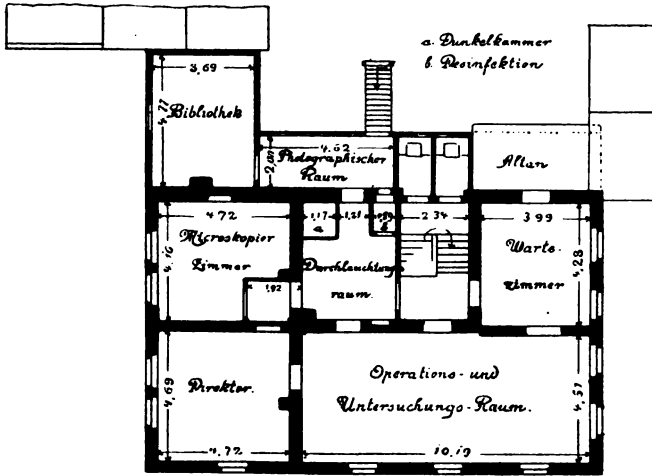 a. Dunkelkammer
b. Desinfektion
3,69
4,77
Bibliothek
4,62
2,00
Photographischer
Raum
Altan
4,72
1,17
1,21
2,34
3,99
a
b
Microskopier
Zimmer
4,16
Durchleuchtungs
raum.
Warte-
zimmer
4,28
1,92
Direktor.
4,69
4,72
Operations- und
Untersuchungs-Raum.
4,51
10,19